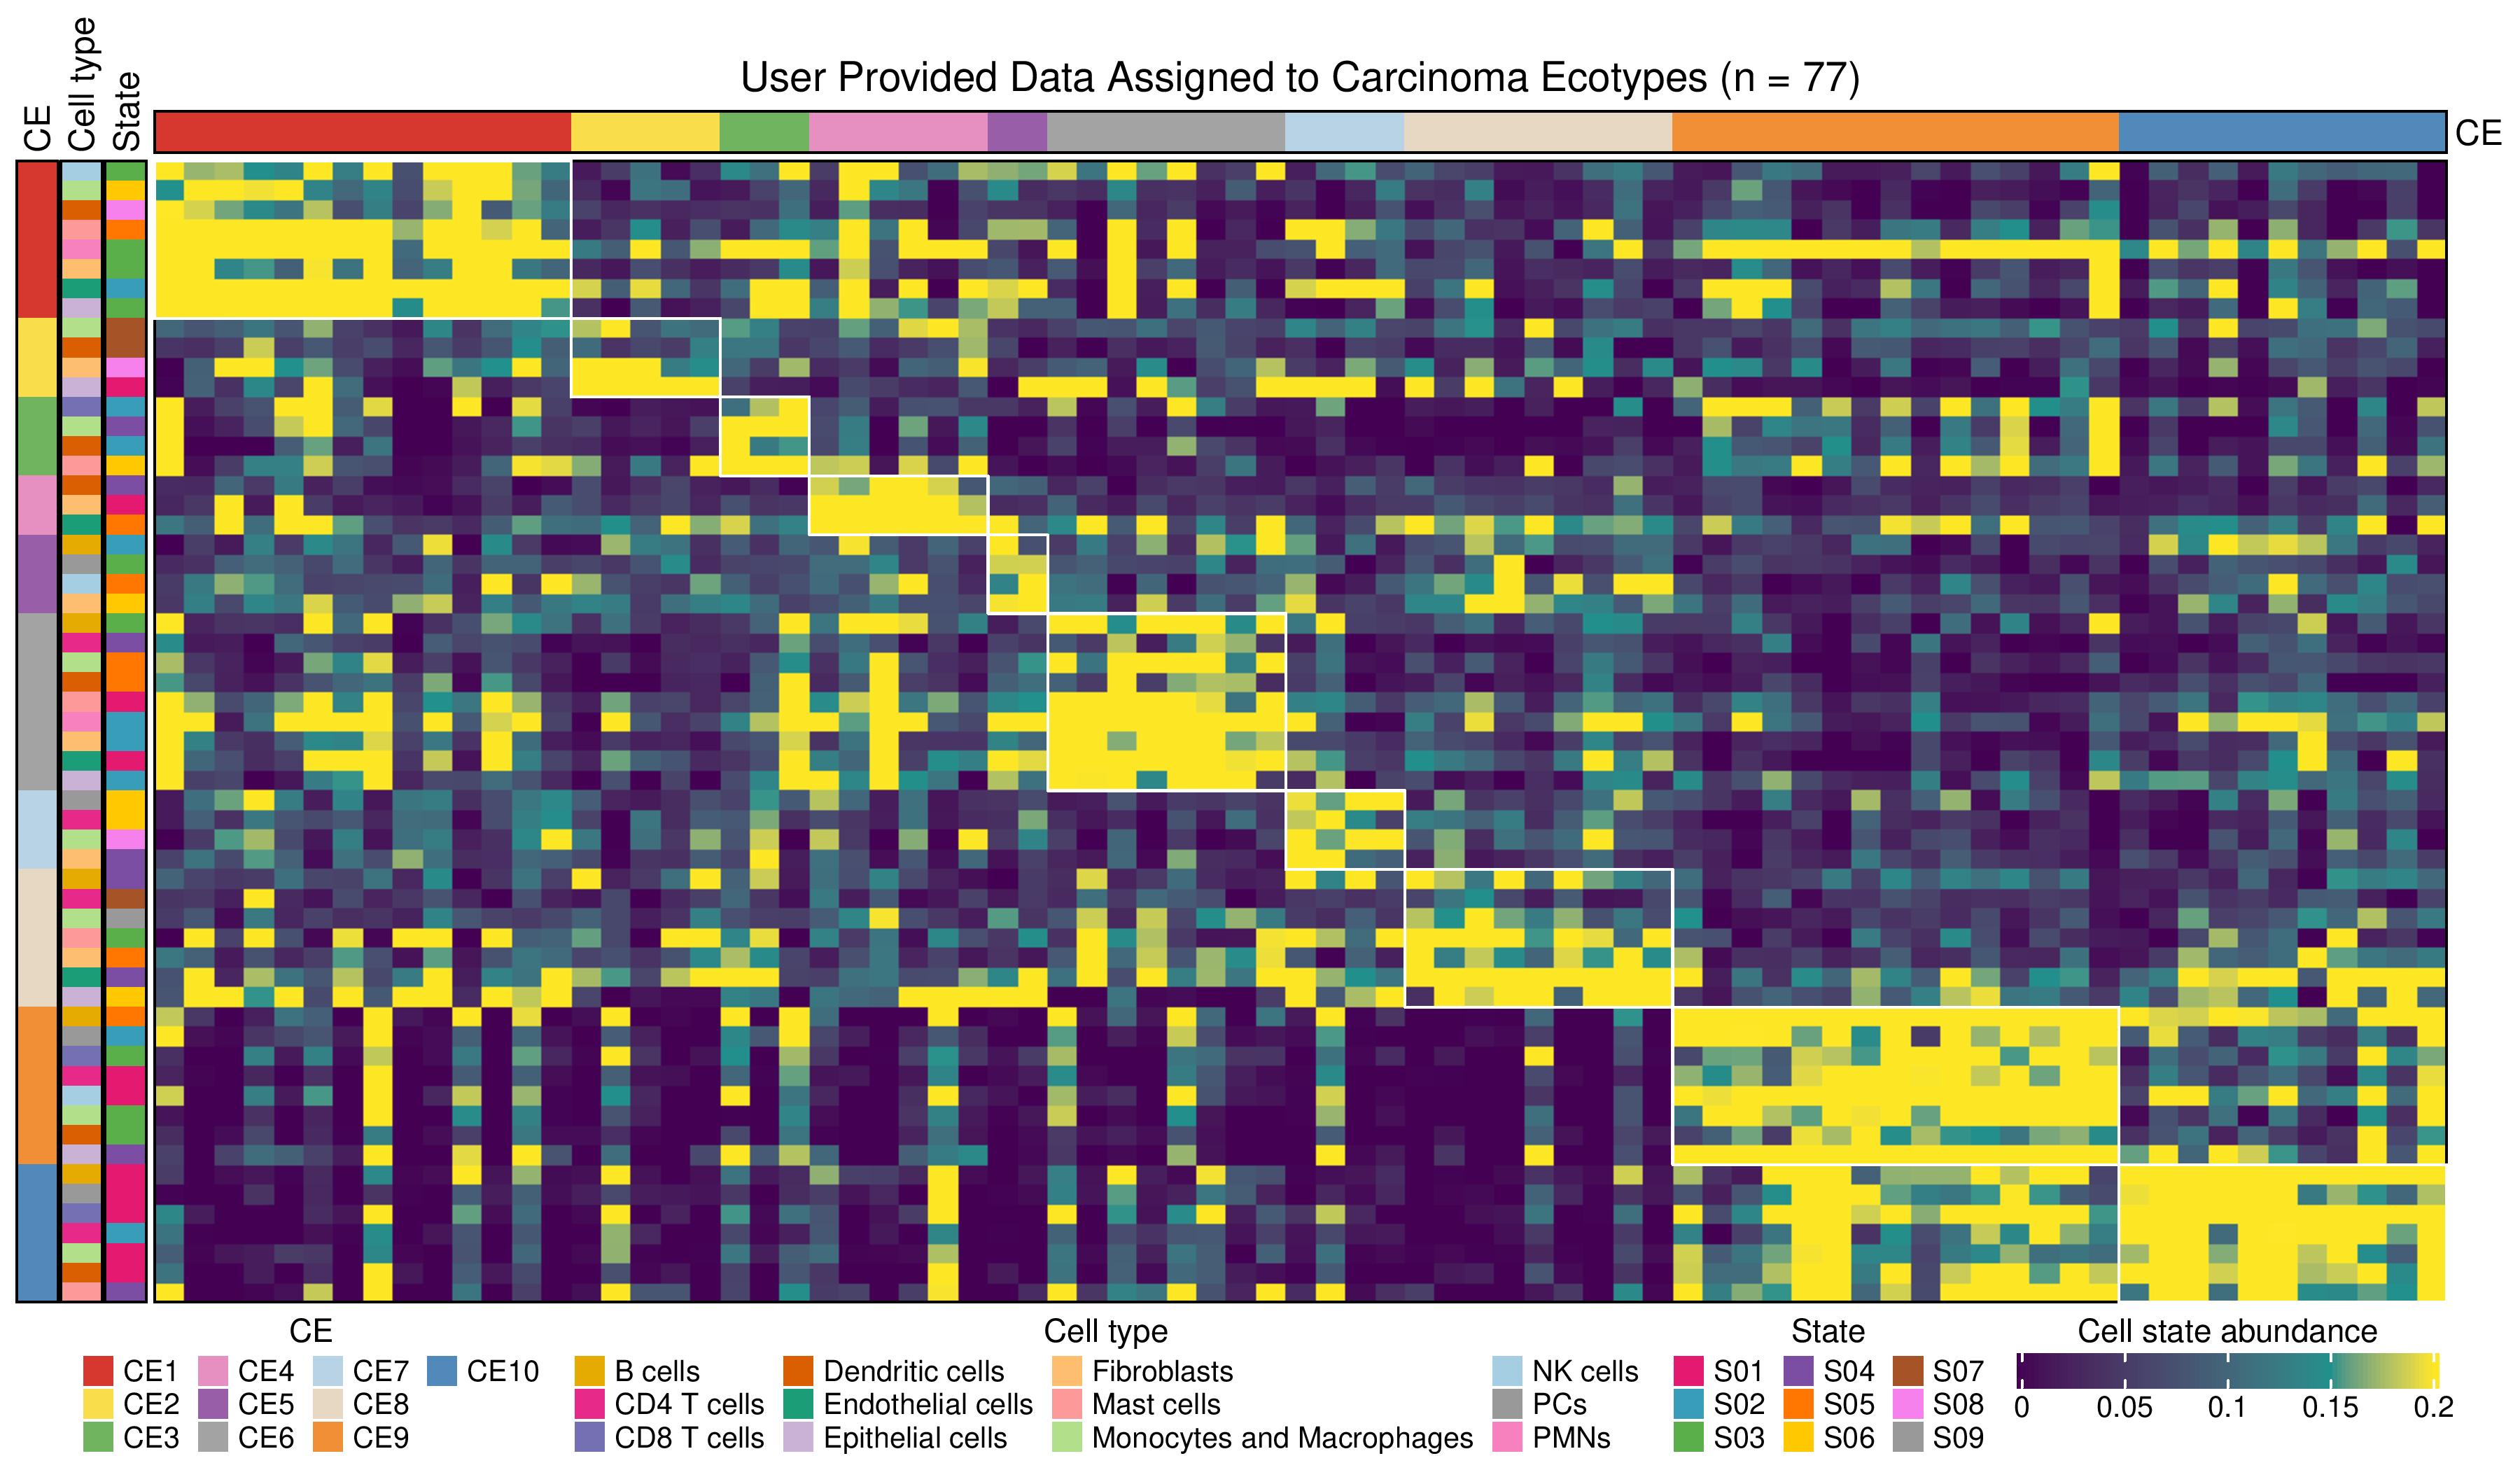 User Provided Data Assigned to Carcinoma Ecotypes (n = 77)
CE
Cell type
State
CE
CE
Cell type
State
Cell state abundance
CE1
CE4
CE7
CE10
B cells
Dendritic cells
Fibroblasts
NK cells
S01
S04
S07
CE2
CE5
CE8
CD4 T cells
Endothelial cells
Mast cells
PCs
S02
S05
S08
0
0.05
0.1
0.15
0.2
CE3
CE6
CE9
CD8 T cells
Epithelial cells
Monocytes and Macrophages
PMNs
S03
S06
S09